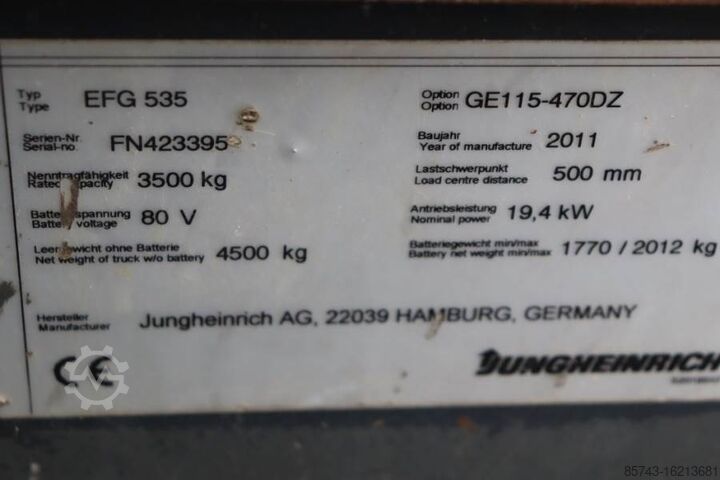 Typ EFG 535 Option GE115-470DZ
Type Option
Serien-Nr. FN423395 Baujahr 2011
Serial-no. Year of manufacture
Nenntragfähigkeit 3500 kg Lastschwerpunkt 500 mm
Rated capacity Load centre distance
Batteriespannung 80 V Antriebsleistung 19,4 kW
Battery voltage Nominal power
Leergewicht ohne Batterie 4500 kg Batteriegewicht min/max 1770 / 2012 kg
Net weight of truck w/o battery Battery net weight min/max
Hersteller Jungheinrich AG, 22039 HAMBURG, GERMANY
Manufacturer
CE JUNGHEINRICH
85743-16213681